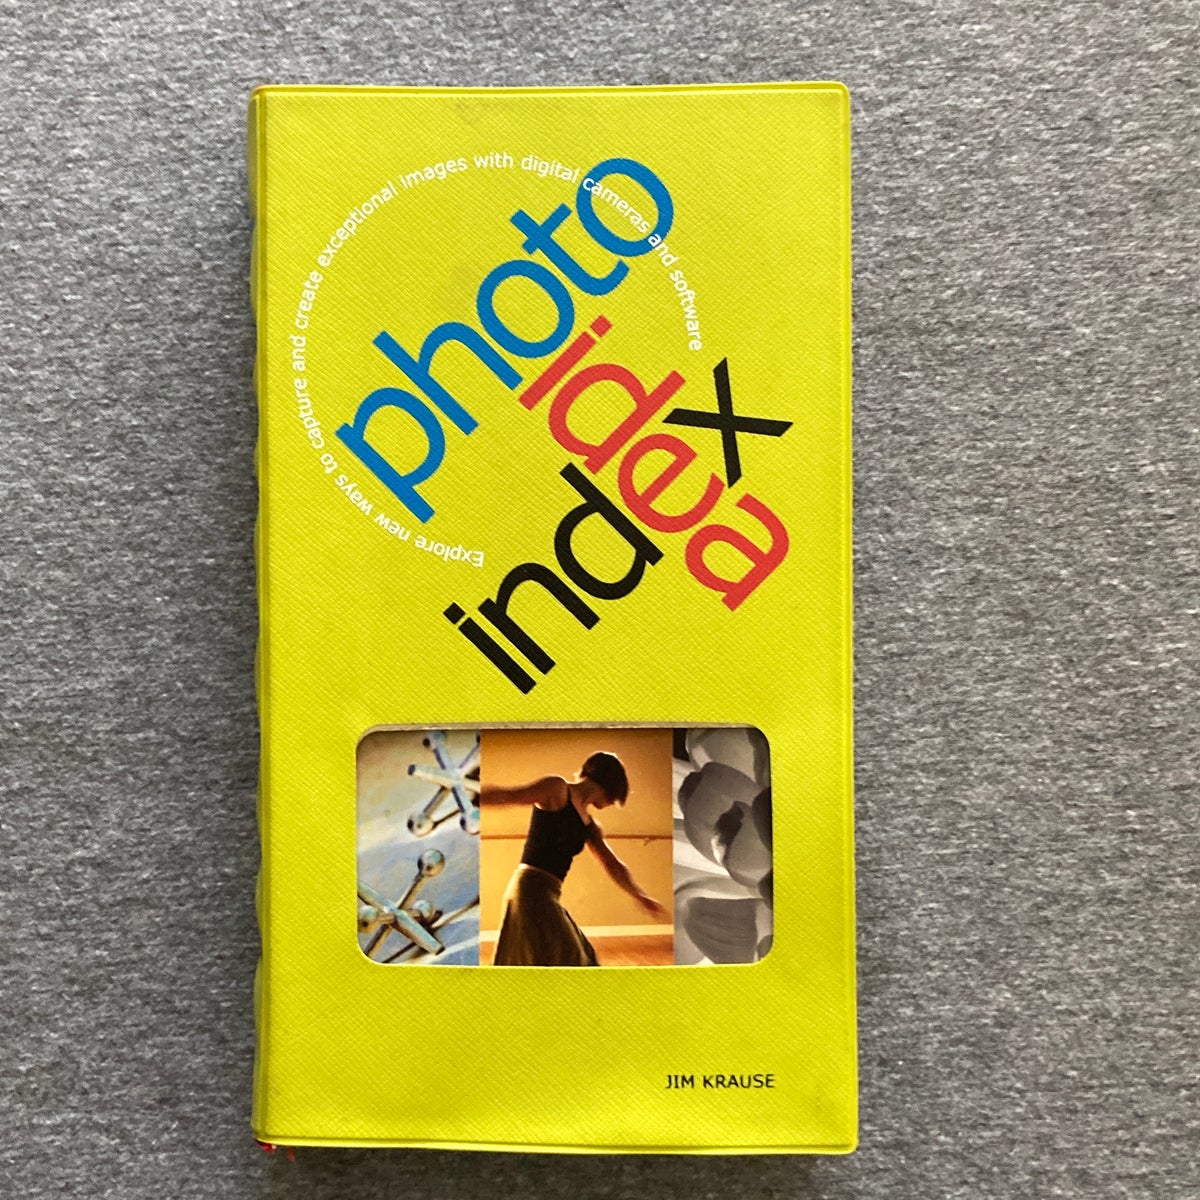 Explore new ways to capture and create exceptional images with digital cameras and software
photo
idea
index
JIM KRAUSE